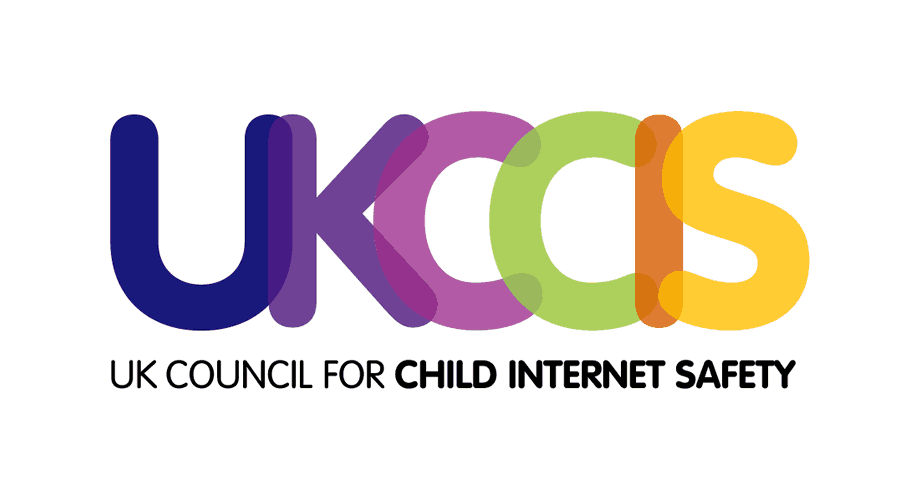 UKCCIS
UK COUNCIL FOR CHILD INTERNET SAFETY